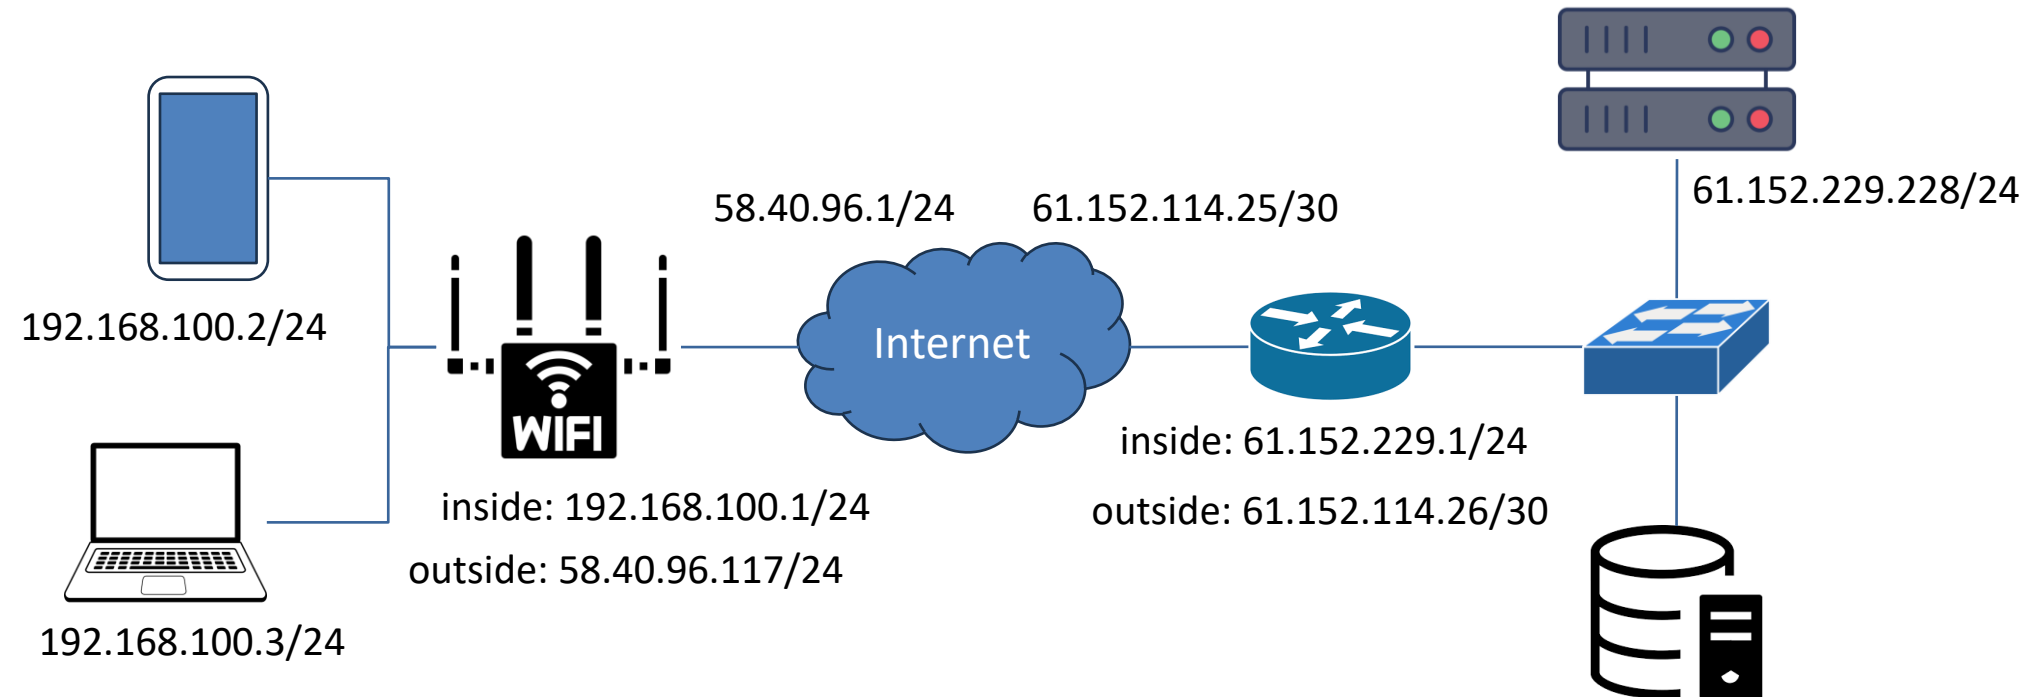 58.40.96.1/24
61.152.114.25/30
61.152.229.228/24
192.168.100.2/24
Internet
WIFI
inside: 61.152.229.1/24
inside: 192.168.100.1/24
outside: 61.152.114.26/30
outside: 58.40.96.117/24
192.168.100.3/24